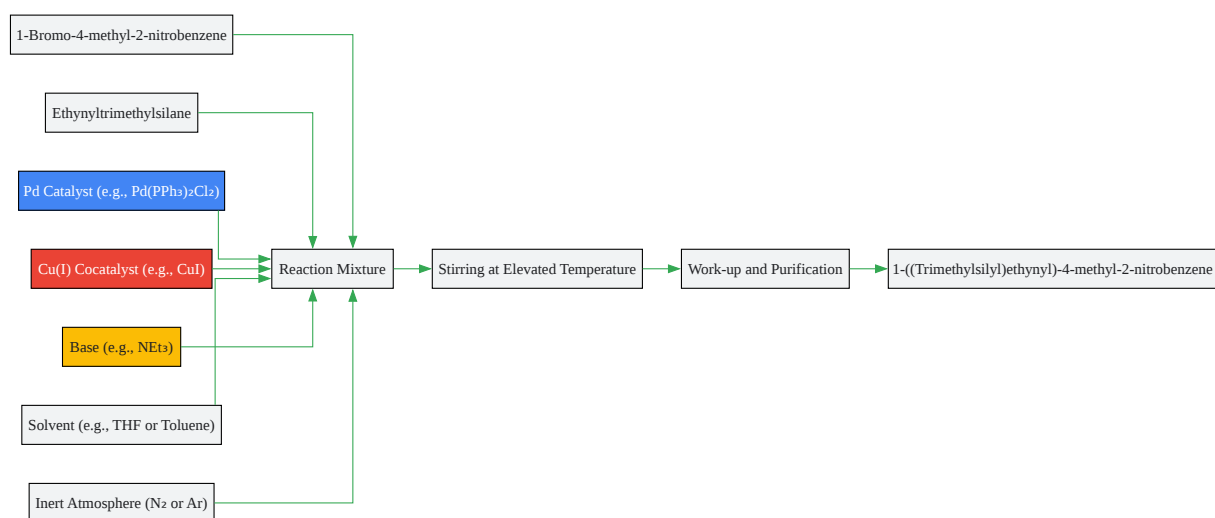 1-Bromo-4-methyl-2-nitrobenzene
Ethynyltrimethylsilane
Pd Catalyst (e.g., Pd(PPh₃)₂Cl₂)
Cu(I) Cocatalyst (e.g., CuI)
Reaction Mixture
Stirring at Elevated Temperature
Work-up and Purification
1-((Trimethylsilyl)ethynyl)-4-methyl-2-nitrobenzene
Base (e.g., NEt₃)
Solvent (e.g., THF or Toluene)
Inert Atmosphere (N₂ or Ar)